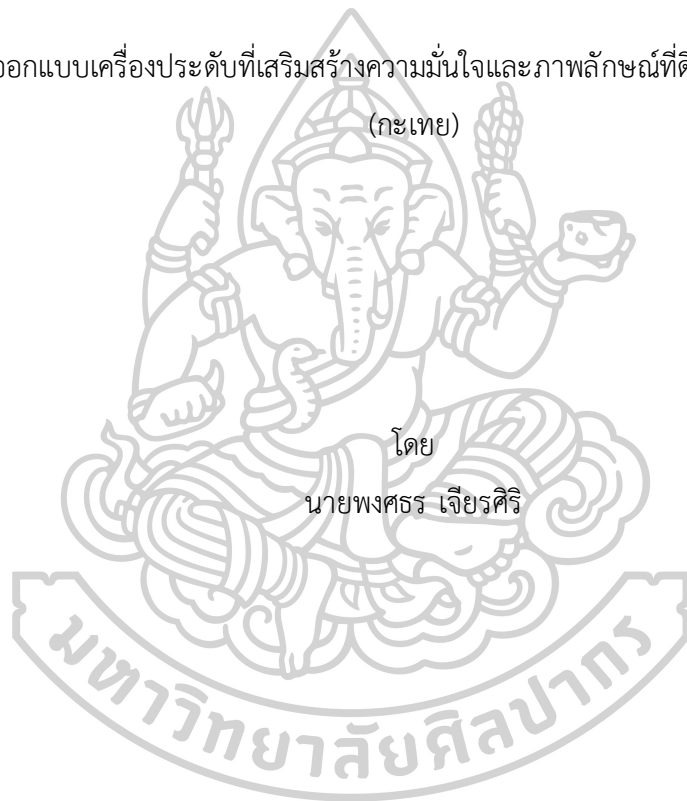 ออกแบบเครื่องประดับที่เสริมสร้างความมั่นใจและภาพลักษณ์ที่ดี
(กะเทย)
โดย
นายพงศธร เจียรศิริ
มหาวิทยาลัยศิลปากร